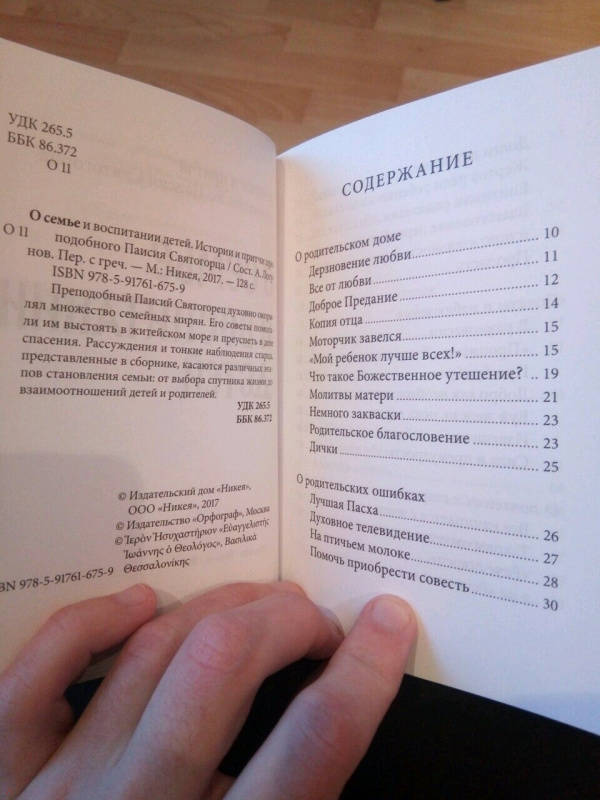 УДК 265.5
ББК 86.372
О 11
О семье и воспитании детей. Истории и притчи
О 11 подобного Паисия Святогорца / Сост. А.
нов. Пер. с греч. — М.: Никея, 2017. — 128 с.
ISBN 978-5-91761-675-9
Преподобный Паисий Святогорец духовно
лял множество семейных мирян. Его советы
ли им выстоять в житейском море и преуспеть в деле
спасения. Рассуждения и тонкие наблюдения старца,
представленные в сборнике, касаются различных эта-
пов становления семьи: от выбора спутника жизни до
взаимоотношений детей и родителей.
УДК 265.5
ББК 86.372
© Издательский дом «Никея»,
ООО «Никея», 2017
© Издательство «Орфограф», Москва
© Ἱερὸν Ἡσυχαστήριον «Εὐαγγελιστὴς
Ἰωάννης ὁ Θεολόγος», Βασιλικὰ
ISBN 978-5-91761-675-9 Θεσσαλονίκης
СОДЕРЖАНИЕ
О родительском доме
Дерзновение любви 10
Все от любви 11
Доброе Предание 12
Копия отца 14
Моторчик завелся 15
«Мой ребенок лучше всех!» 15
Что такое Божественное утешение? 19
Молитвы матери 21
Немного закваски 23
Родительское благословение 23
Дички 25
О родительских ошибках
Лучшая Пасха 26
Духовное телевидение 27
На птичьем молоке 28
Помочь приобрести совесть 30